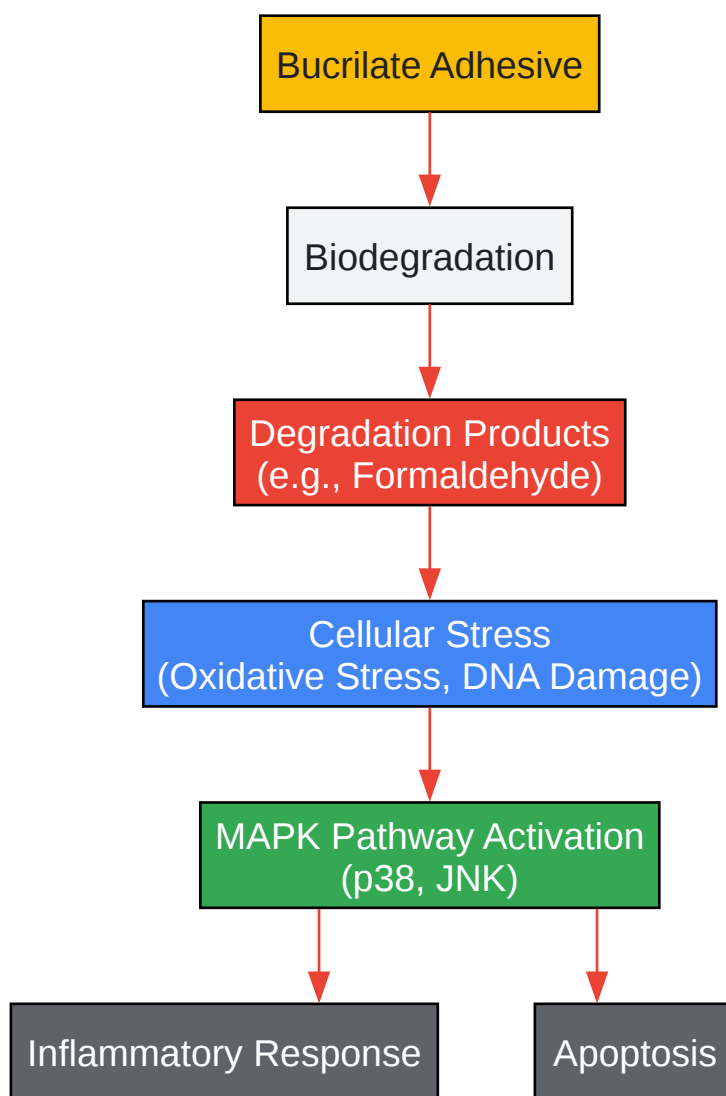 Bucrilate Adhesive
Biodegradation
Degradation Products
(e.g., Formaldehyde)
Cellular Stress
(Oxidative Stress, DNA Damage)
MAPK Pathway Activation
(p38, JNK)
Inflammatory Response
Apoptosis